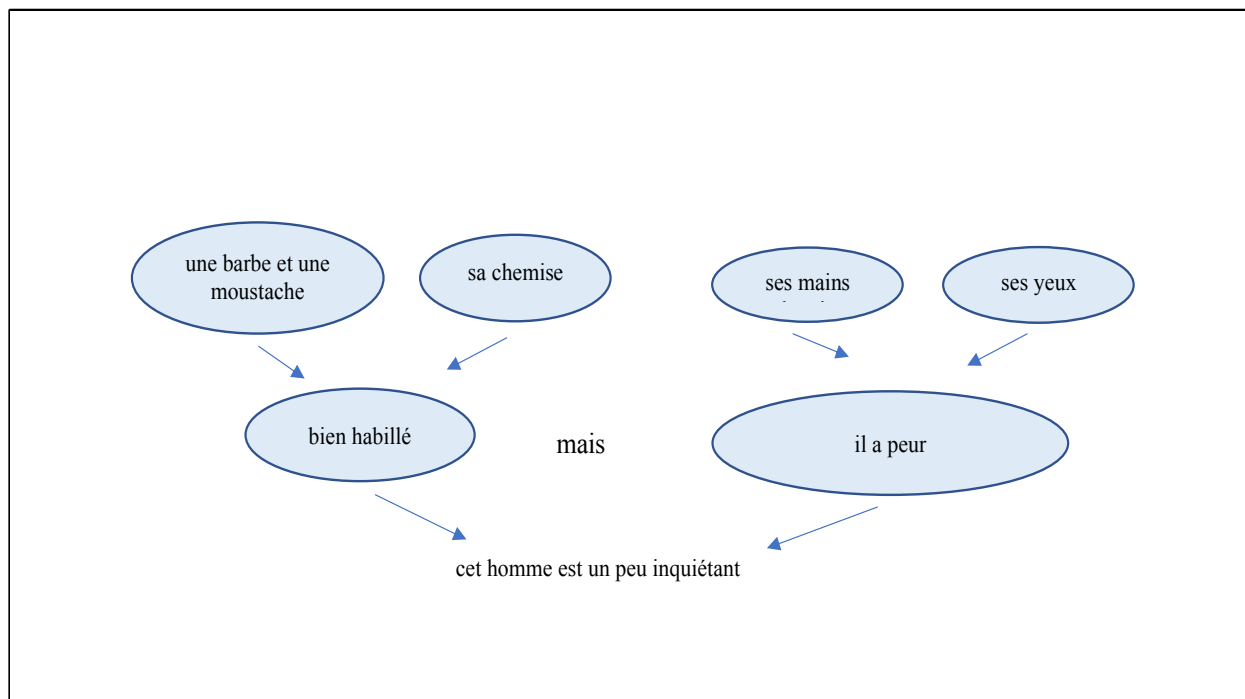 une barbe et une
moustache
sa chemise
ses mains
ses yeux
bien habillé
mais
il a peur
cet homme est un peu inquiétant